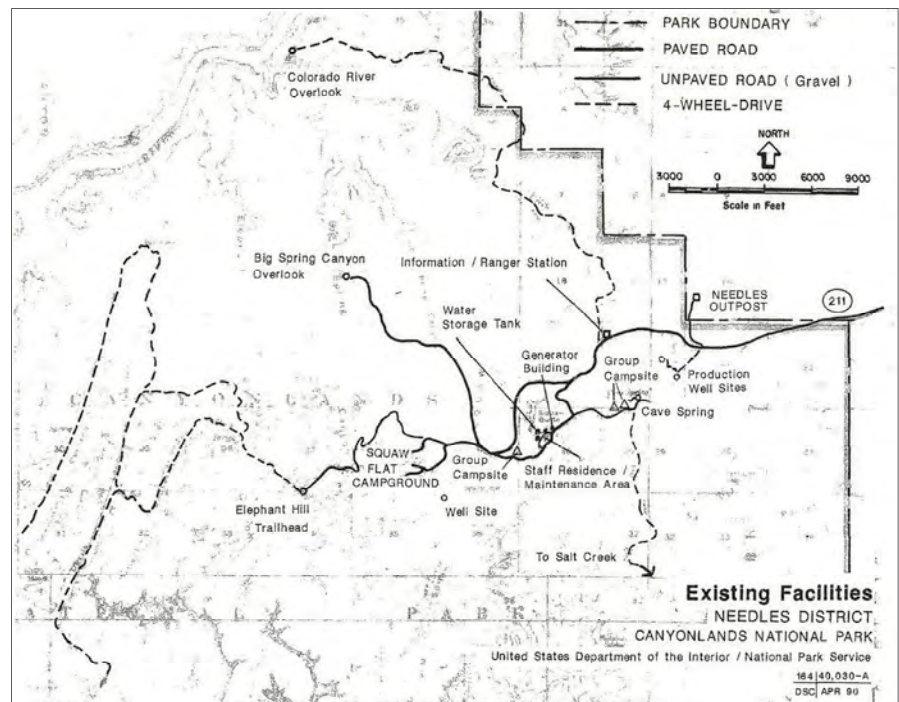 PARK BOUNDARY
PAVED ROAD
UNPAVED ROAD ( Gravel )
4-WHEEL-DRIVE
NORTH
3000 0 3000 6000 9000
Scale in Feet
Colorado River
Overlook
Big Spring Canyon
Overlook
Information / Ranger Station
Water
Storage Tank
NEEDLES
OUTPOST
211
Generator
Building
Group
Campsite
Production
Well Sites
Cave Spring
CANYONLANDS
SQUAW
FLAT
CAMPGROUND
Group
Campsite
Staff Residence /
Maintenance Area
Elephant Hill
Trailhead
Well Site
To Salt Creek
Existing Facilities
NEEDLES DISTRICT
CANYONLANDS NATIONAL PARK
United States Department of the Interior / National Park Service
164 40,030-A
DSC APR 90